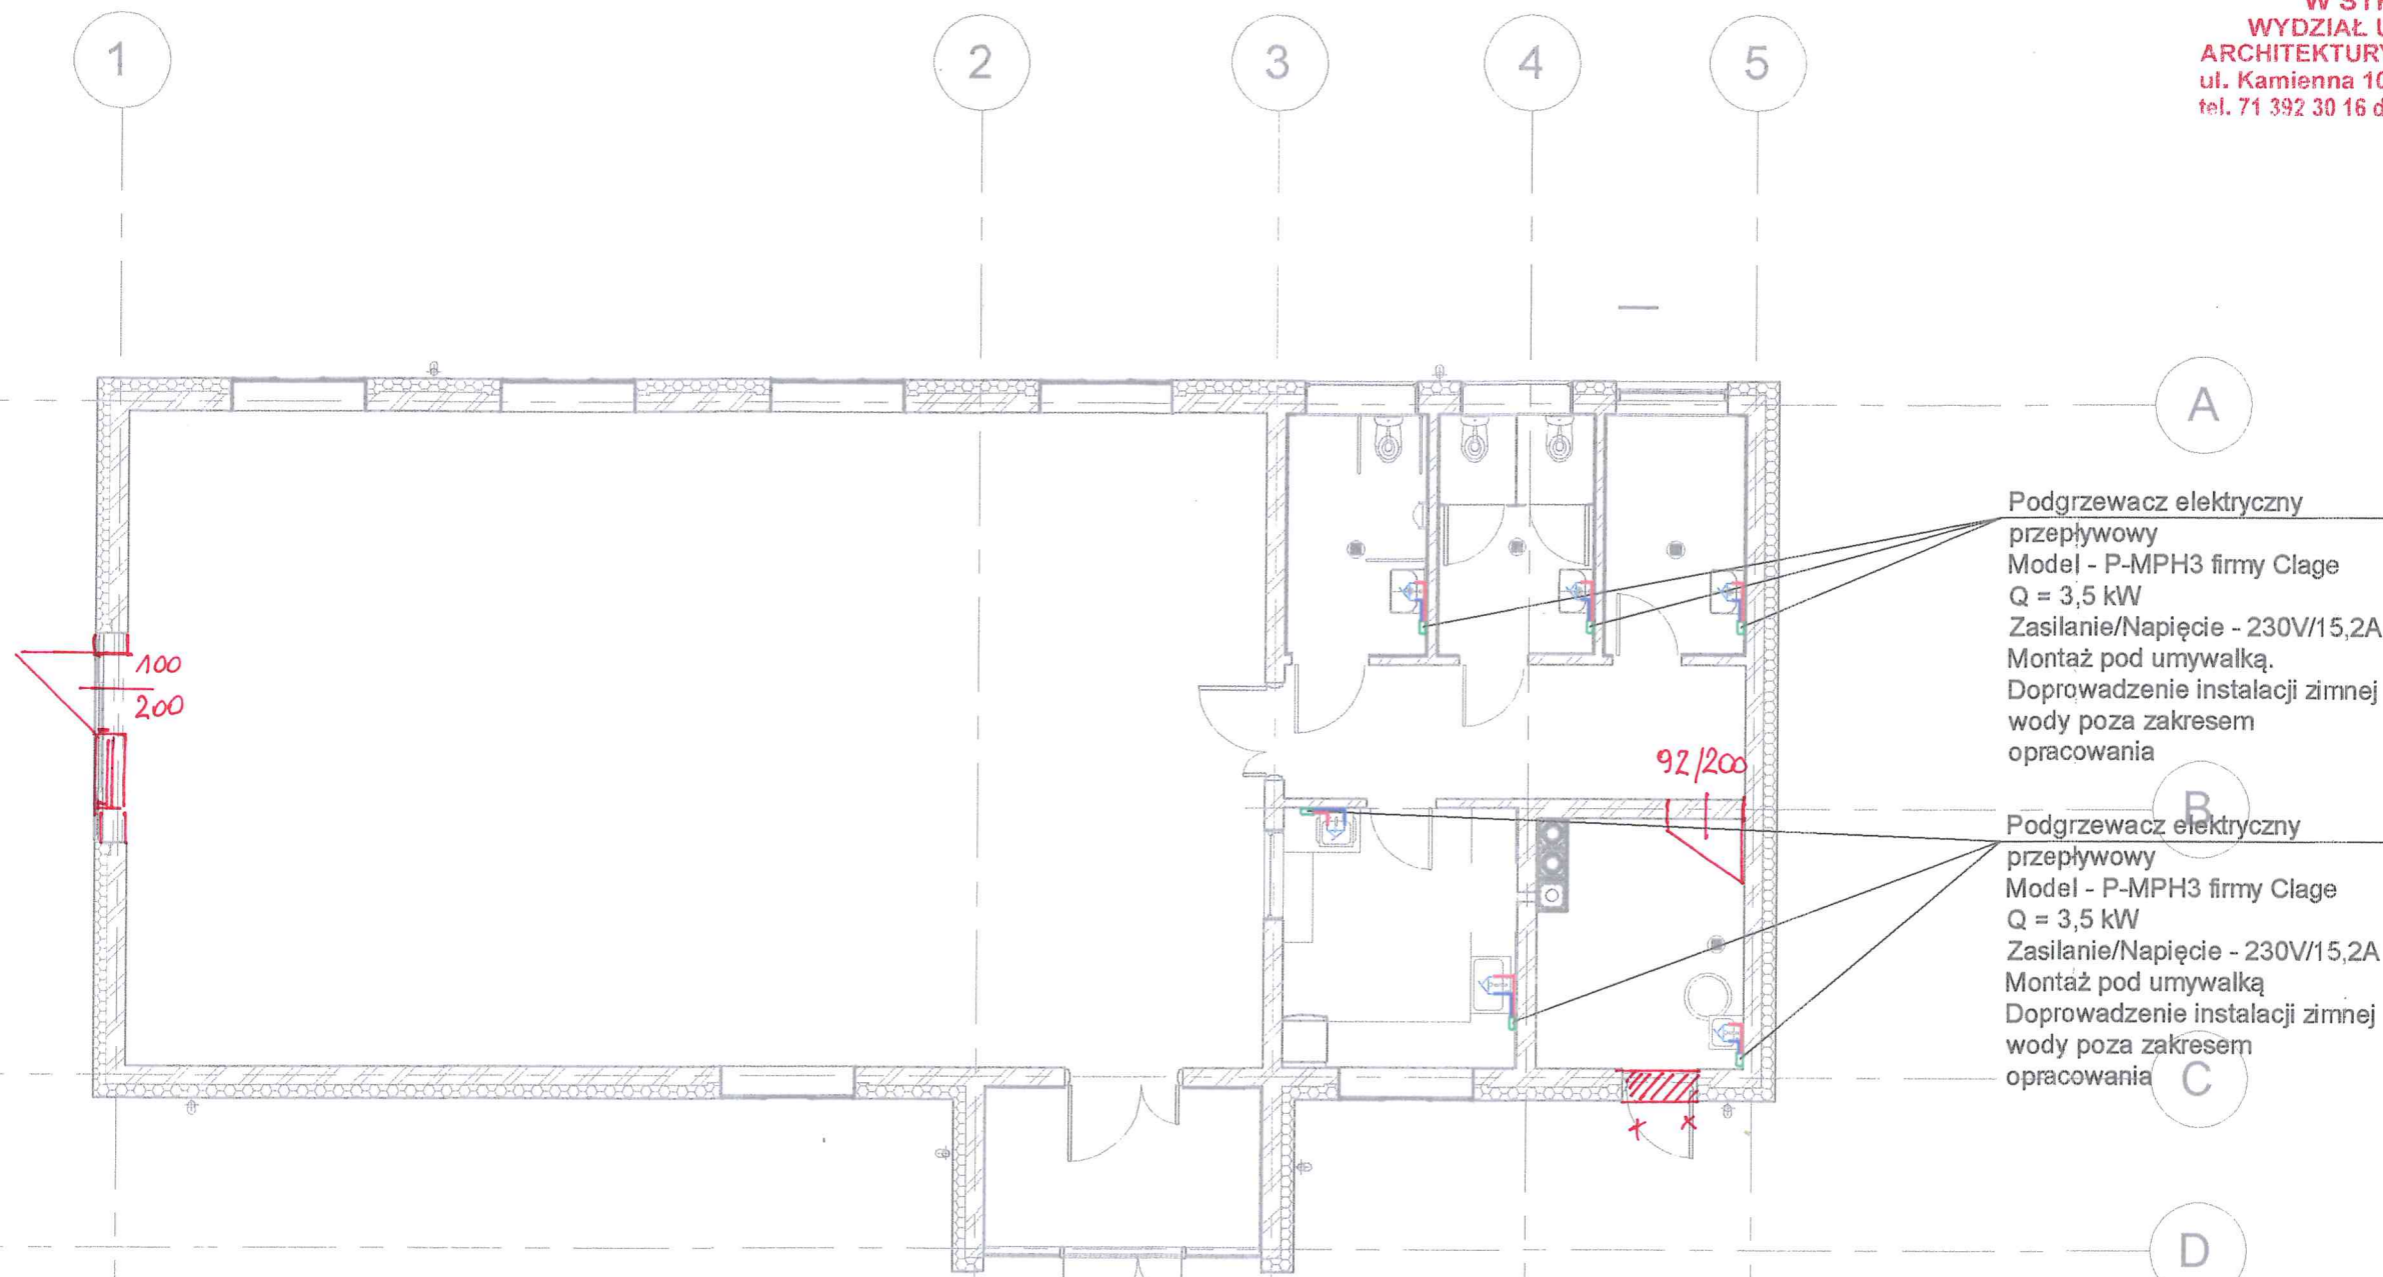 1
2
3
4
5
WYDZIAŁ
ARCHITEKTURY
ul. Kamienna 10
tel. 71 392 30 16 d
A
Podgrzewacz elektryczny
przepływowy
Model - P-MPH3 firmy Clage
Q = 3,5 kW
Zasilanie/Napięcie - 230V/15,2A
Montaż pod umywalką.
Doprowadzenie instalacji zimnej
wody poza zakresem
opracowania
100
200
92/200
B
Podgrzewacz elektryczny
przepływowy
Model - P-MPH3 firmy Clage
Q = 3,5 kW
Zasilanie/Napięcie - 230V/15,2A
Montaż pod umywalką
Doprowadzenie instalacji zimnej
wody poza zakresem
opracowania
C
D